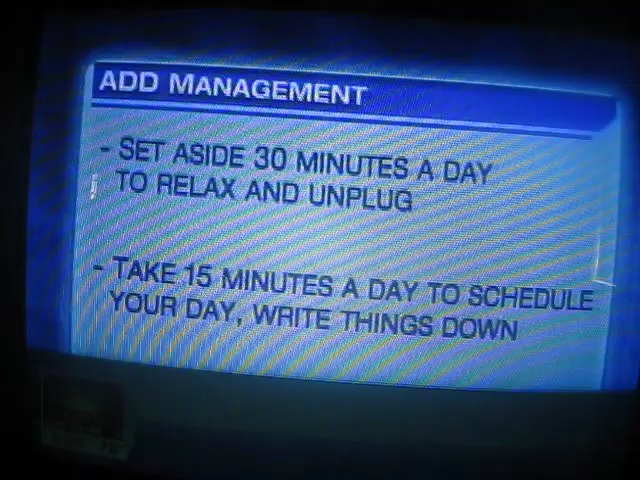 ADD MANAGEMENT
- SET ASIDE 30 MINUTES A DAY
TO RELAX AND UNPLUG
- TAKE 15 MINUTES A DAY TO SCHEDULE
YOUR DAY, WRITE THINGS DOWN